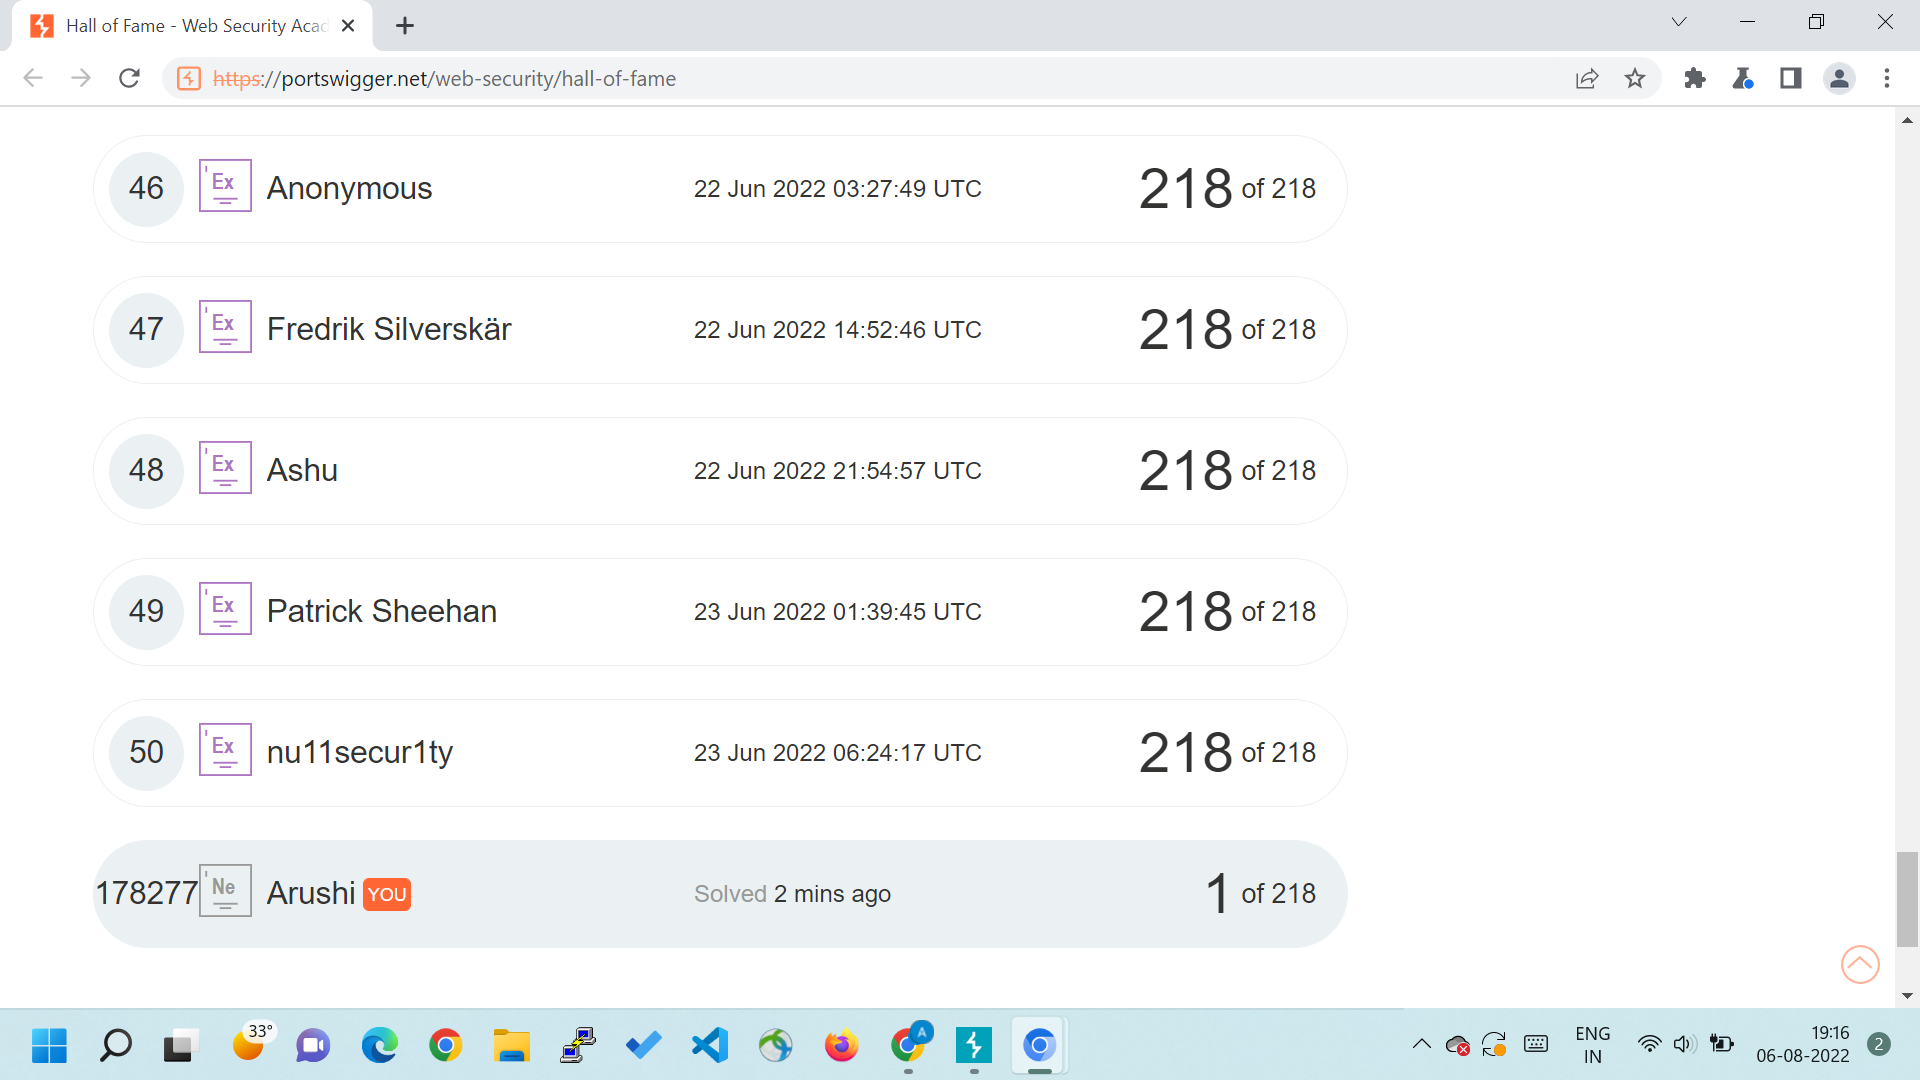 Hall of Fame - Web Security Acad
https://portswigger.net/web-security/hall-of-fame
46 'Ex Anonymous 22 Jun 2022 03:27:49 UTC 218 of 218
47 'Ex Fredrik Silverskär 22 Jun 2022 14:52:46 UTC 218 of 218
48 'Ex Ashu 22 Jun 2022 21:54:57 UTC 218 of 218
49 'Ex Patrick Sheehan 23 Jun 2022 01:39:45 UTC 218 of 218
50 'Ex nu11secur1ty 23 Jun 2022 06:24:17 UTC 218 of 218
178277 'Ne Arushi YOU Solved 2 mins ago 1 of 218
33°
A
ENG
IN
19:16
06-08-2022
2